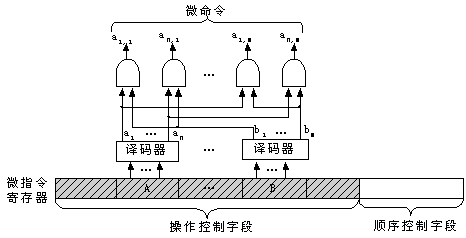 微命令
a1,1 an,1 a1,m an,m
...
a1 ... an b1 ... bm
译码器 ... 译码器
... ...
微指令
寄存器
A ... B
操作控制字段 顺序控制字段